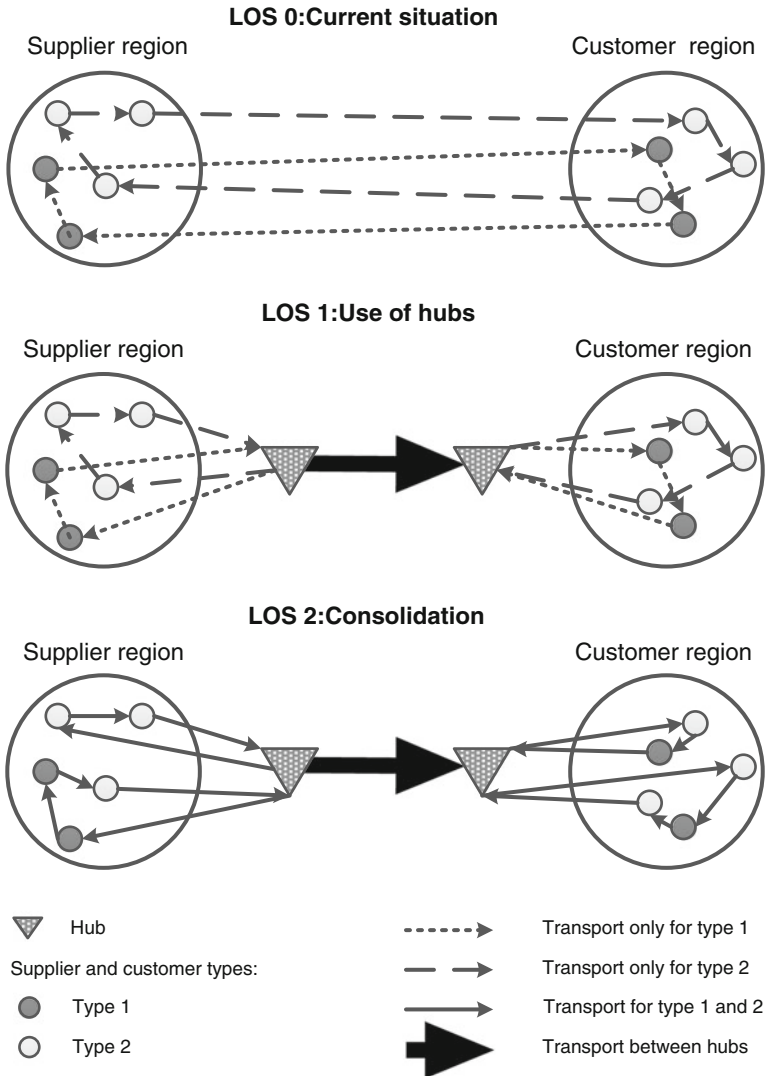 LOS 0:Current situation
Supplier region
Customer region
LOS 1:Use of hubs
Supplier region
Customer region
LOS 2:Consolidation
Supplier region
Customer region
Hub
Supplier and customer types:
Type 1
Type 2
Transport only for type 1
Transport only for type 2
Transport for type 1 and 2
Transport between hubs